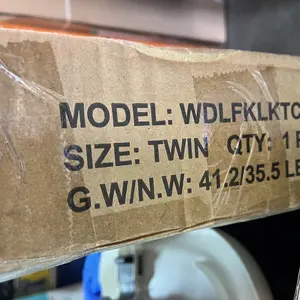 MODEL: WDLFKLKTC
SIZE: TWIN QTY: 1
G.W/N.W: 41.2/35.5